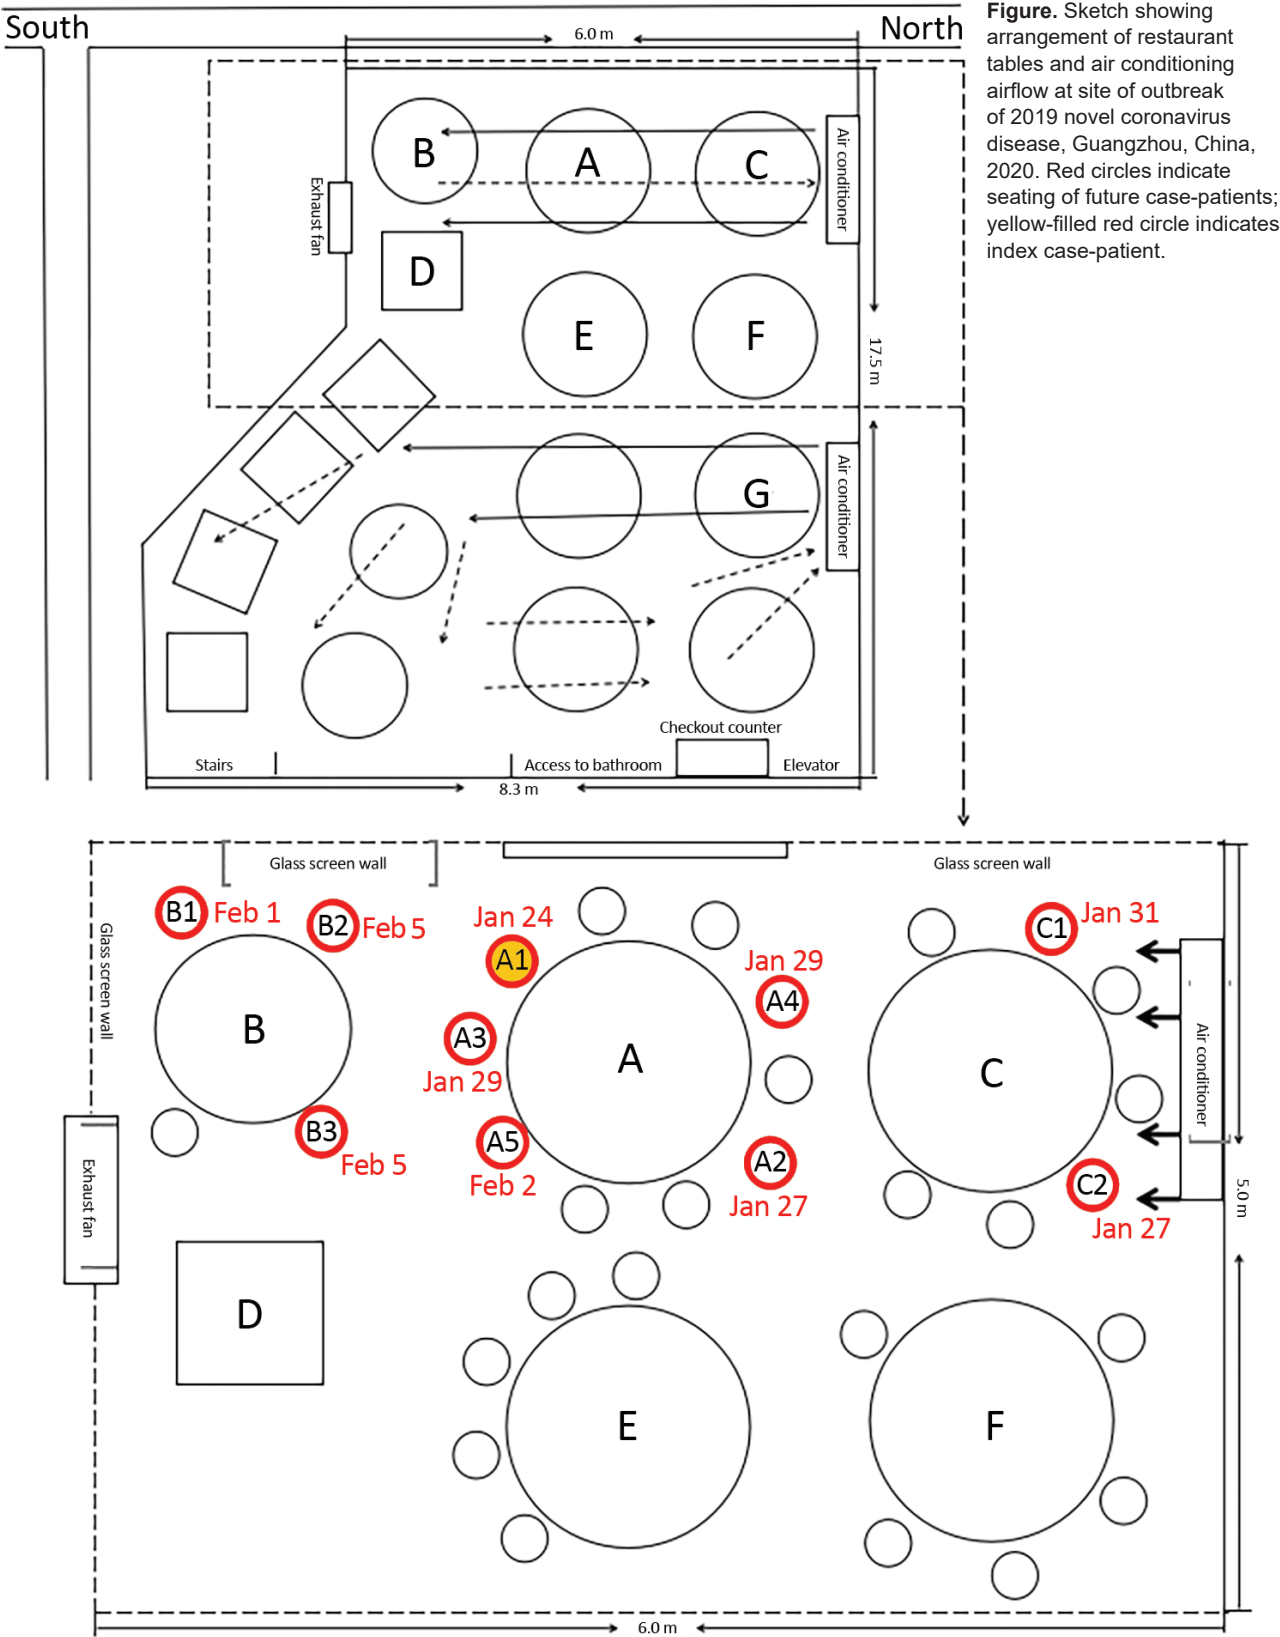 South
North
6.0 m
Figure. Sketch showing
arrangement of restaurant
tables and air conditioning
airflow at site of outbreak
of 2019 novel coronavirus
disease, Guangzhou, China,
2020. Red circles indicate
seating of future case-patients;
yellow-filled red circle indicates
index case-patient.
B
A
C
Air conditioner
Exhaust fan
D
E
F
17.5 m
G
Air conditioner
Checkout counter
Stairs
Access to bathroom
Elevator
8.3 m
Glass screen wall
Glass screen wall
Glass screen wall
B1 Feb 1
B2 Feb 5
B
B3
Feb 5
Jan 24
A1
A3
Jan 29
A5
Feb 2
A
Jan 29
A4
A2
Jan 27
C1 Jan 31
C
C2
Jan 27
Air conditioner
Exhaust fan
5.0 m
D
E
F
6.0 m